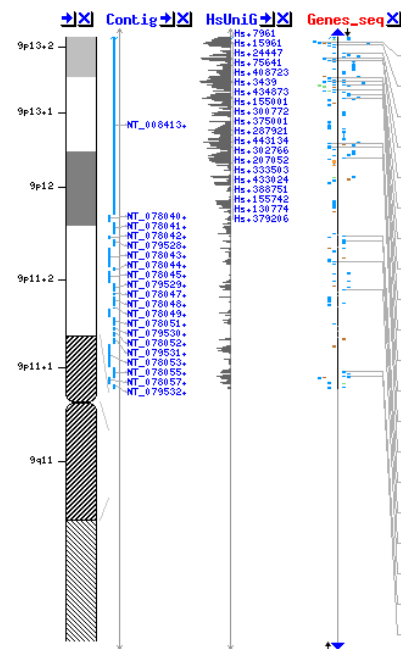 Contig HsUniG Genes_seq
9p13+2
9p13+1
9p12
9p11+2
9p11+1
9q11
NT_008413+
NT_078040+
NT_078041+
NT_078042+
NT_079528+
NT_078043+
NT_078044+
NT_078045+
NT_079529+
NT_078047+
NT_078048+
NT_078049+
NT_078051+
NT_079530+
NT_078052+
NT_079531+
NT_078053+
NT_078055+
NT_078057+
NT_079532+
Hs+7961
Hs+15961
Hs+24447
Hs+75641
Hs+408723
Hs+3439
Hs+434873
Hs+155001
Hs+300772
Hs+375001
Hs+287921
Hs+443134
Hs+302766
Hs+207052
Hs+333503
Hs+433024
Hs+388751
Hs+155742
Hs+130774
Hs+379206